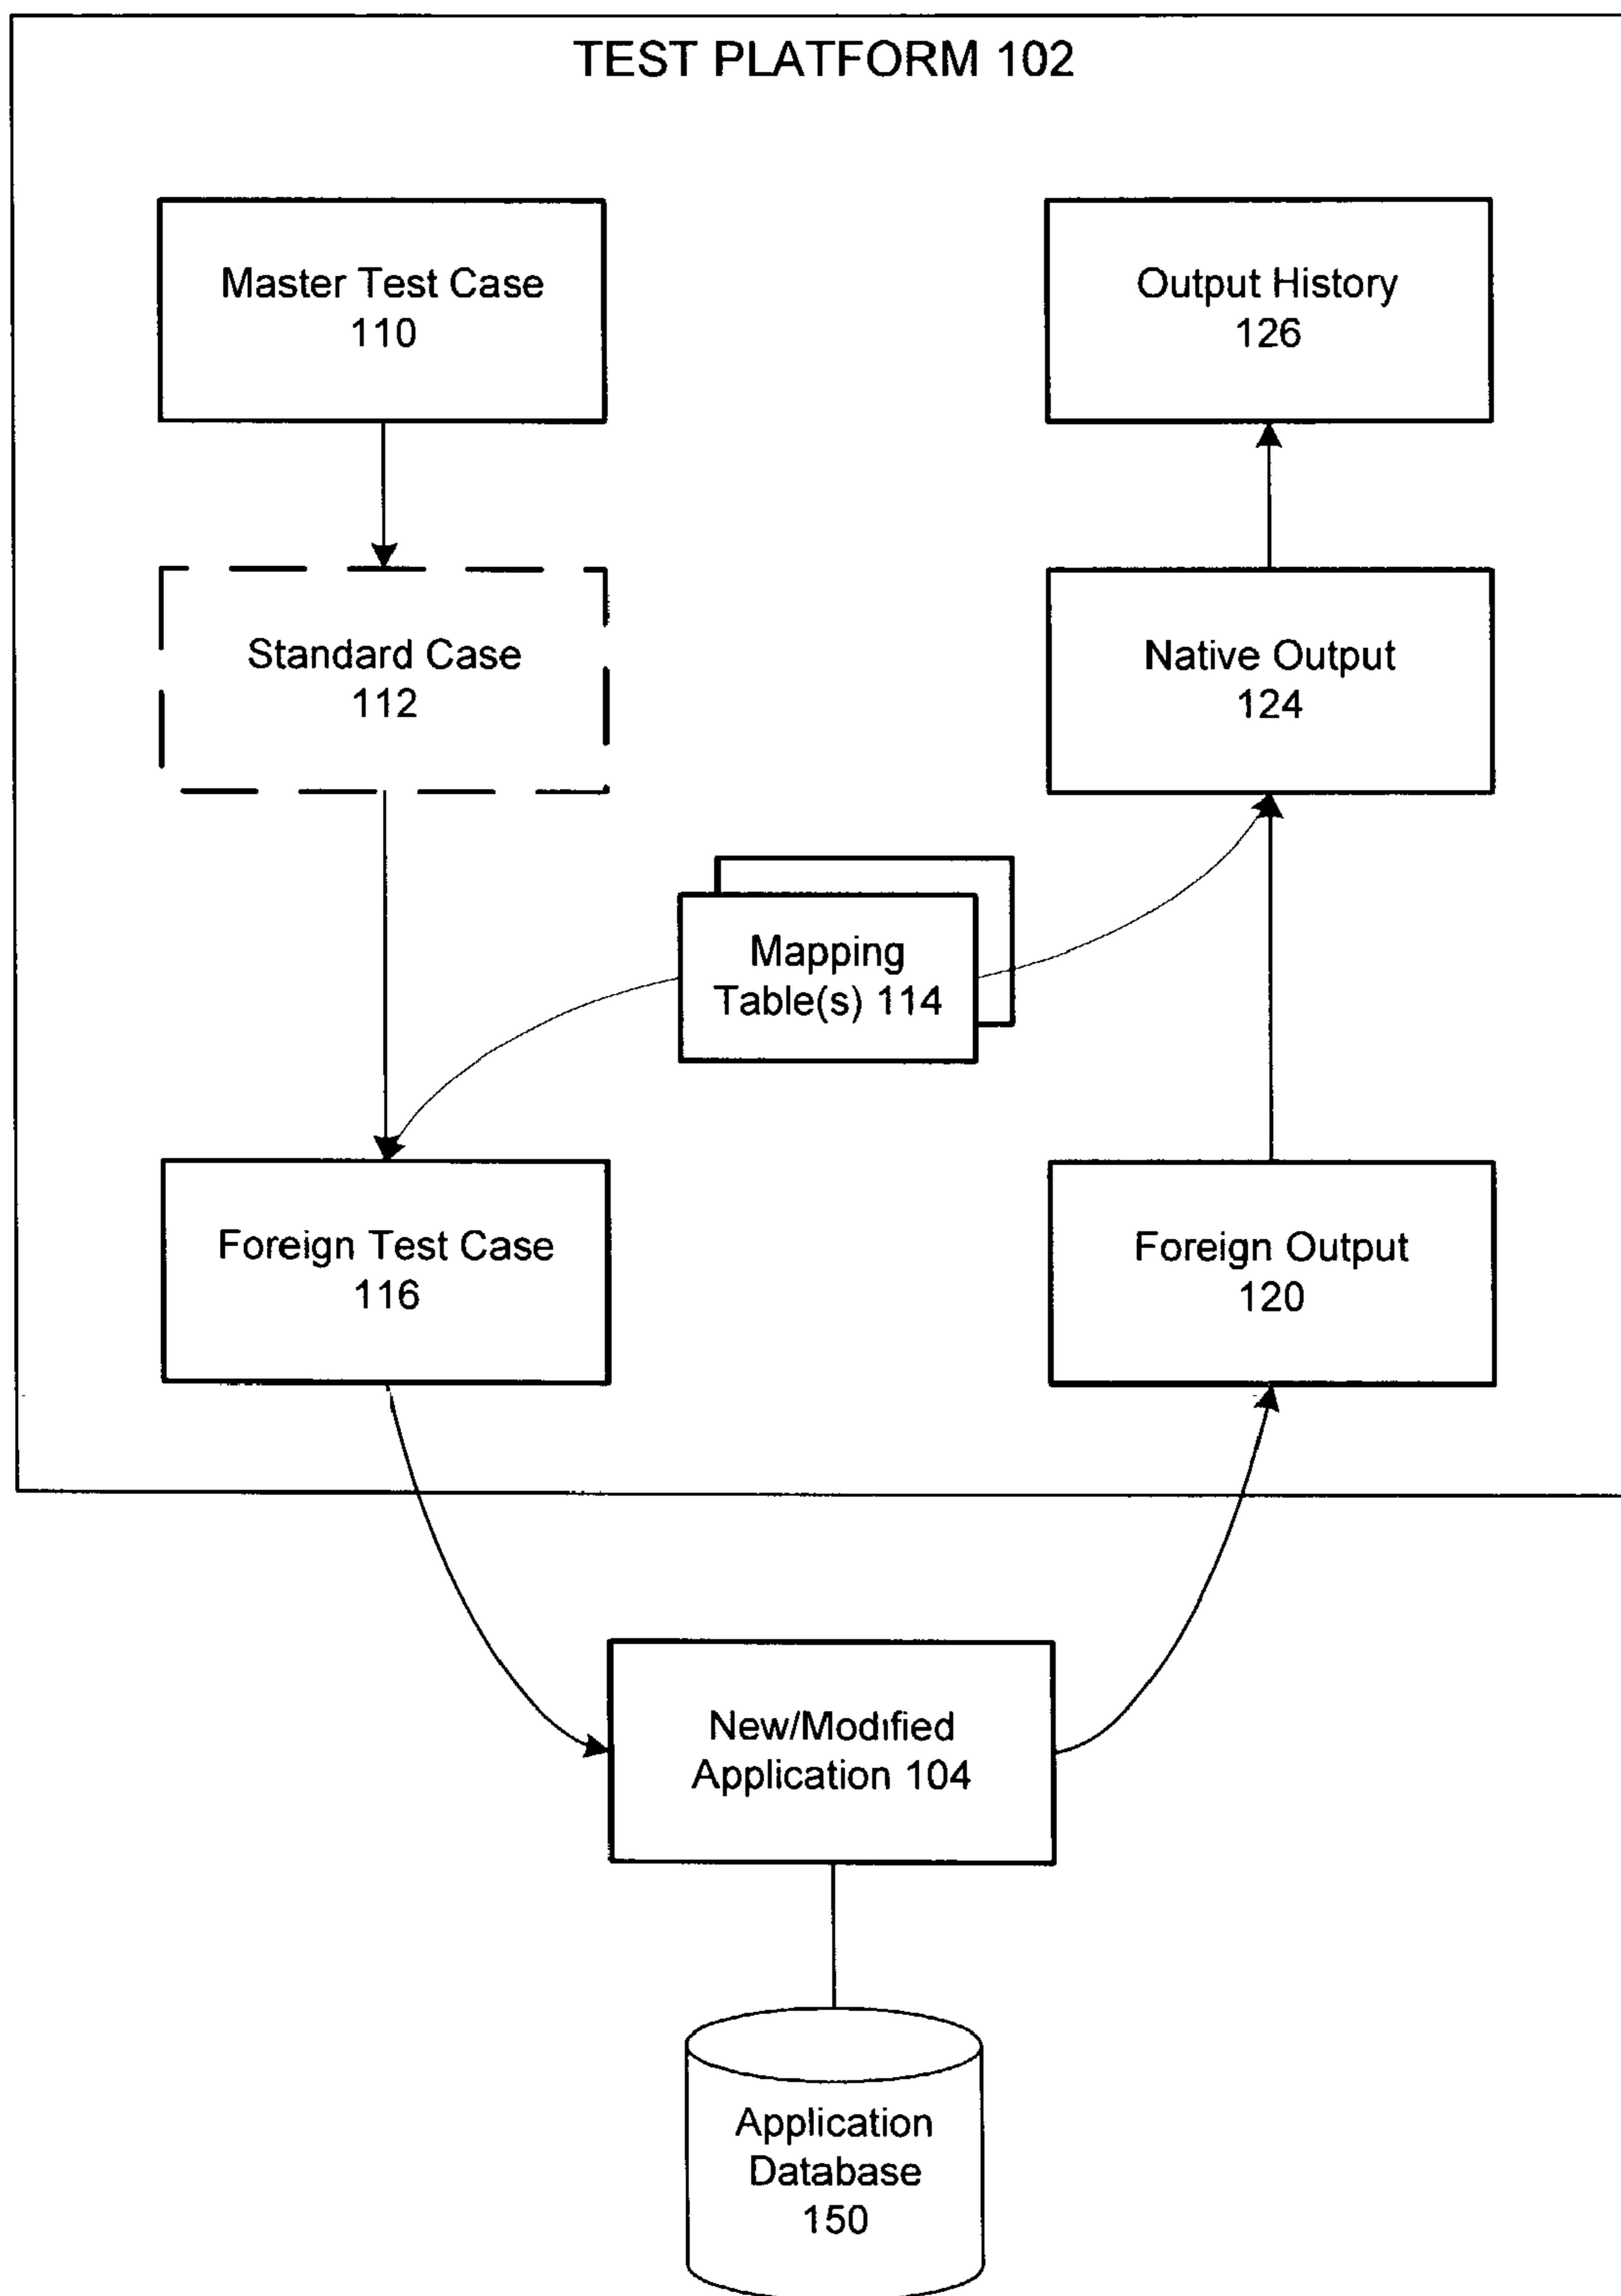 TEST PLATFORM 102
Master Test Case
110
Output History
126
Standard Case
112
Native Output
124
Mapping
Table(s) 114
Foreign Test Case
116
Foreign Output
120
New/Modified
Application 104
Application
Database
150